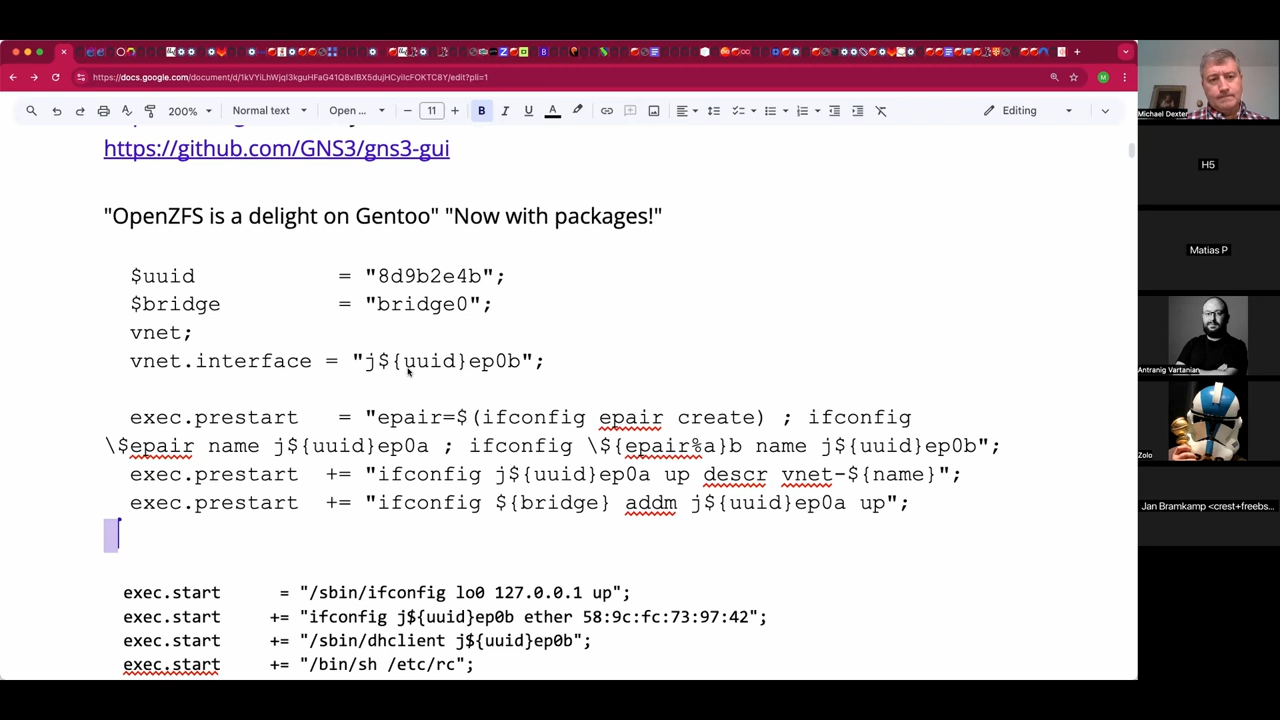 https://docs.google.com/document/d/1kVYiLhWjqI3kguHFaG41Q8xIBX5dujHCyiIcFOKTC8Y/edit?pli=1
200%
Normal text
Open ...
11
Editing
https://github.com/GNS3/gns3-gui
"OpenZFS is a delight on Gentoo" "Now with packages!"
$uuid = "8d9b2e4b";
$bridge = "bridge0";
vnet;
vnet.interface = "j${uuid}ep0b";
exec.prestart = "epair=$(ifconfig epair create) ; ifconfig
\$epair name j${uuid}ep0a ; ifconfig \${epair%a}b name j${uuid}ep0b";
exec.prestart += "ifconfig j${uuid}ep0a up descr vnet-${name}";
exec.prestart += "ifconfig ${bridge} addm j${uuid}ep0a up";
exec.start = "/sbin/ifconfig lo0 127.0.0.1 up";
exec.start += "ifconfig j${uuid}ep0b ether 58:9c:fc:73:97:42";
exec.start += "/sbin/dhclient j${uuid}ep0b";
exec.start += "/bin/sh /etc/rc";
Michael Dexter
H5
Matias P
Antranig Vartanian
Zolo
Jan Bramkamp <crest+freebs...